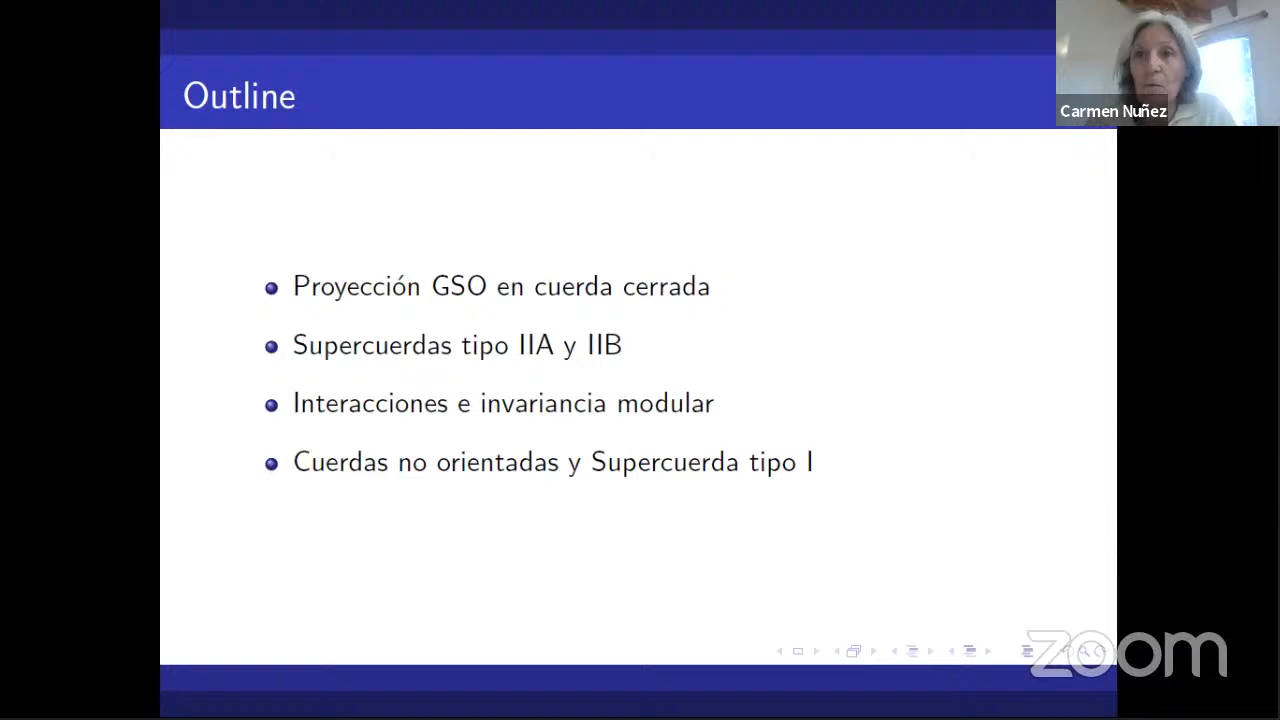 Outline
Carmen Nuñez
Proyección GSO en cuerda cerrada
Supercuerdas tipo IIA y IIB
Interacciones e invariancia modular
Cuerdas no orientadas y Supercuerda tipo I
zoom